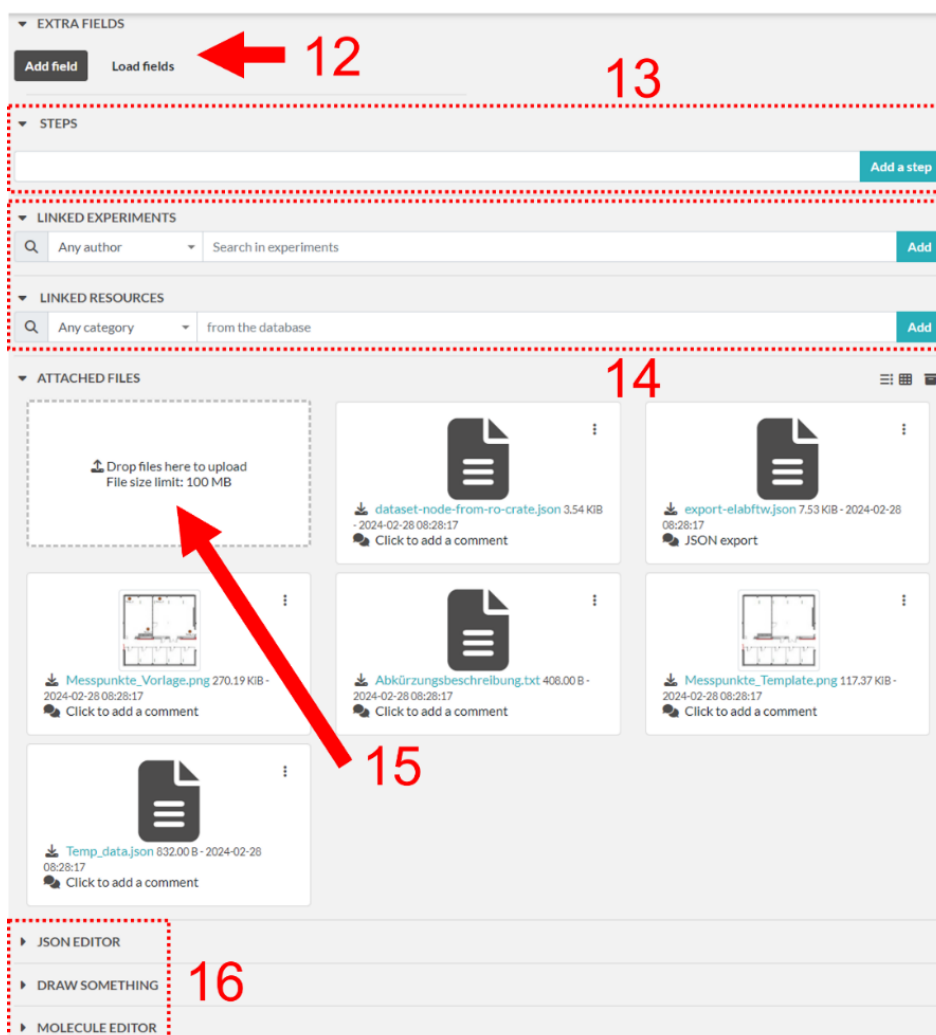 EXTRA FIELDS
Add field Load fields
12
13
STEPS
Add a step
LINKED EXPERIMENTS
Any author Search in experiments Add
LINKED RESOURCES
Any category from the database Add
14
ATTACHED FILES
Drop files here to upload
File size limit: 100 MB
dataset-node-from-ro-crate.json 3.54 KiB
- 2024-02-28 08:28:17
Click to add a comment
export-elabftw.json 7.53 KiB - 2024-02-28
08:28:17
JSON export
Messpunkte_Vorlage.png 270.19 KiB -
2024-02-28 08:28:17
Click to add a comment
Abkürzungsbeschreibung.txt 408.00 B -
2024-02-28 08:28:17
Click to add a comment
Messpunkte_Template.png 117.37 KiB -
2024-02-28 08:28:17
Click to add a comment
15
Temp_data.json 832.00 B - 2024-02-28
08:28:17
Click to add a comment
JSON EDITOR
DRAW SOMETHING
16
MOLECULE EDITOR